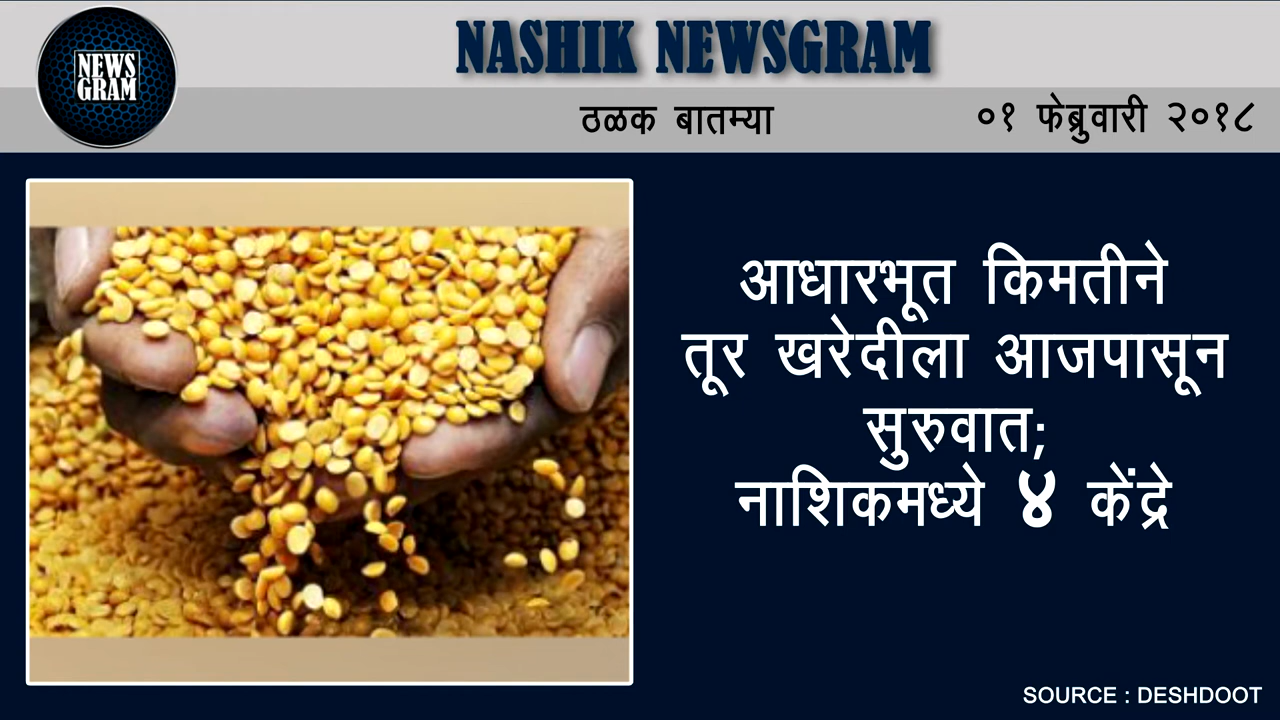 NEWS
GRAM
NASHIK NEWSGRAM
ठळक बातम्या
०१ फेब्रुवारी २०१८
आधारभूत किमतीने
तूर खरेदीला आजपासून
सुरुवात;
नाशिकमध्ये ४ केंद्रे
SOURCE : DESHDOOT